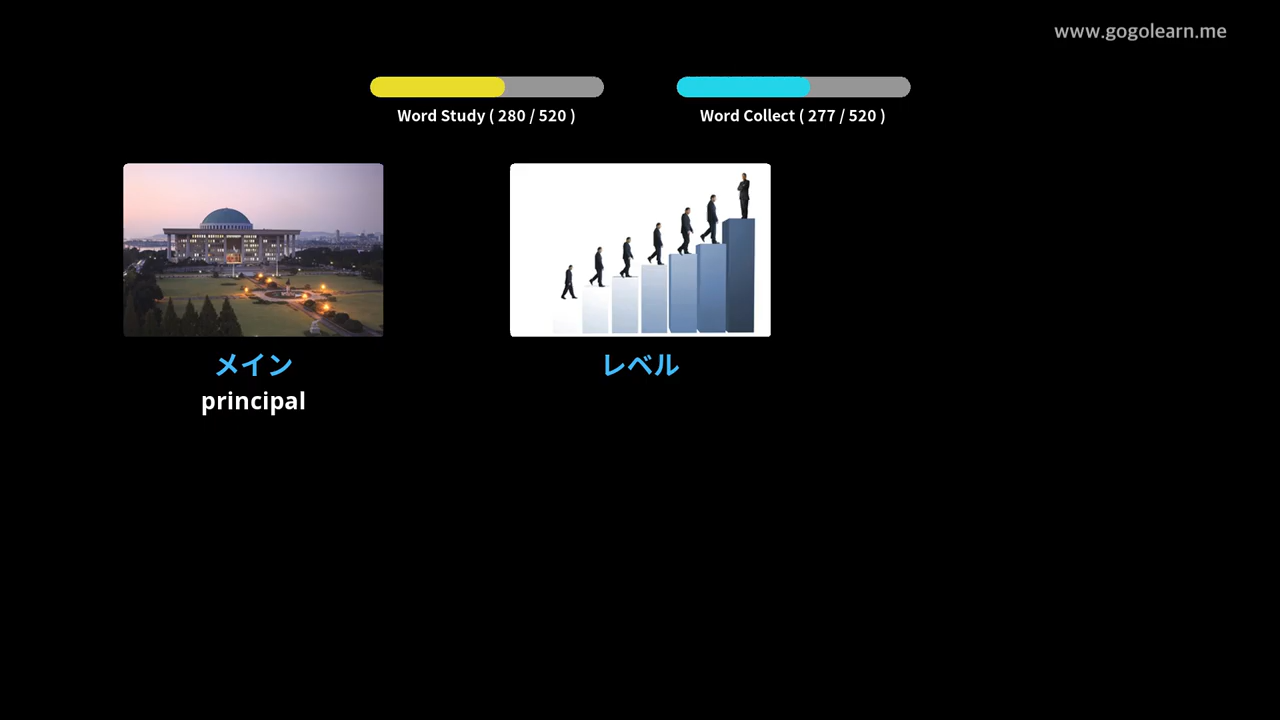 www.gogolearn.me
Word Study ( 280 / 520 )
Word Collect ( 277 / 520 )
メイン
principal
レベル